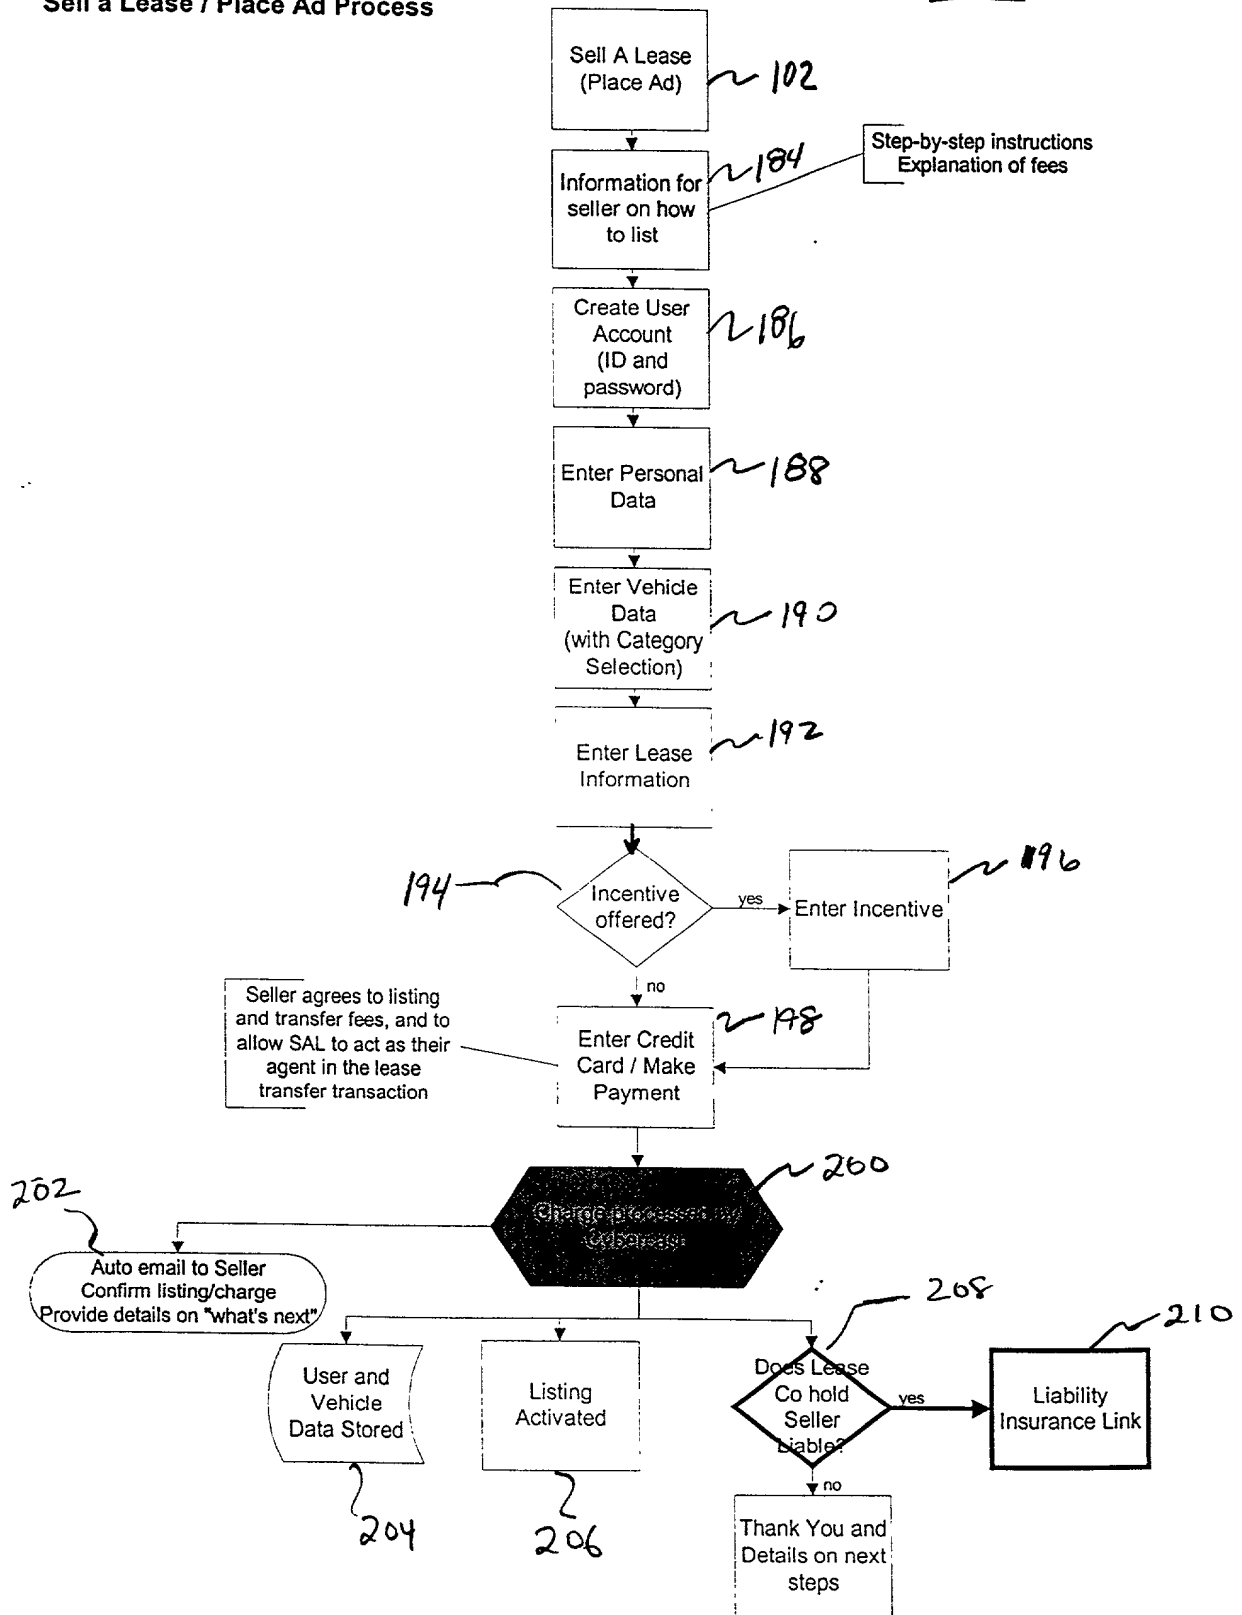 Sell a Lease / Place Ad Process
Sell A Lease
(Place Ad)
102
Information for
seller on how
to list
184
Step-by-step instructions
Explanation of fees
Create User
Account
(ID and
password)
186
Enter Personal
Data
188
Enter Vehicle
Data
(with Category
Selection)
190
Enter Lease
Information
192
194
Incentive
offered?
yes
Enter Incentive
196
no
Seller agrees to listing
and transfer fees, and to
allow SAL to act as their
agent in the lease
transfer transaction
Enter Credit
Card / Make
Payment
198
Charge processed by
Cybercash
200
202
Auto email to Seller
Confirm listing/charge
Provide details on "what's next"
User and
Vehicle
Data Stored
204
Listing
Activated
206
Does Lease
Co hold
Seller
Liable?
208
yes
Liability
Insurance Link
210
no
Thank You and
Details on next
steps